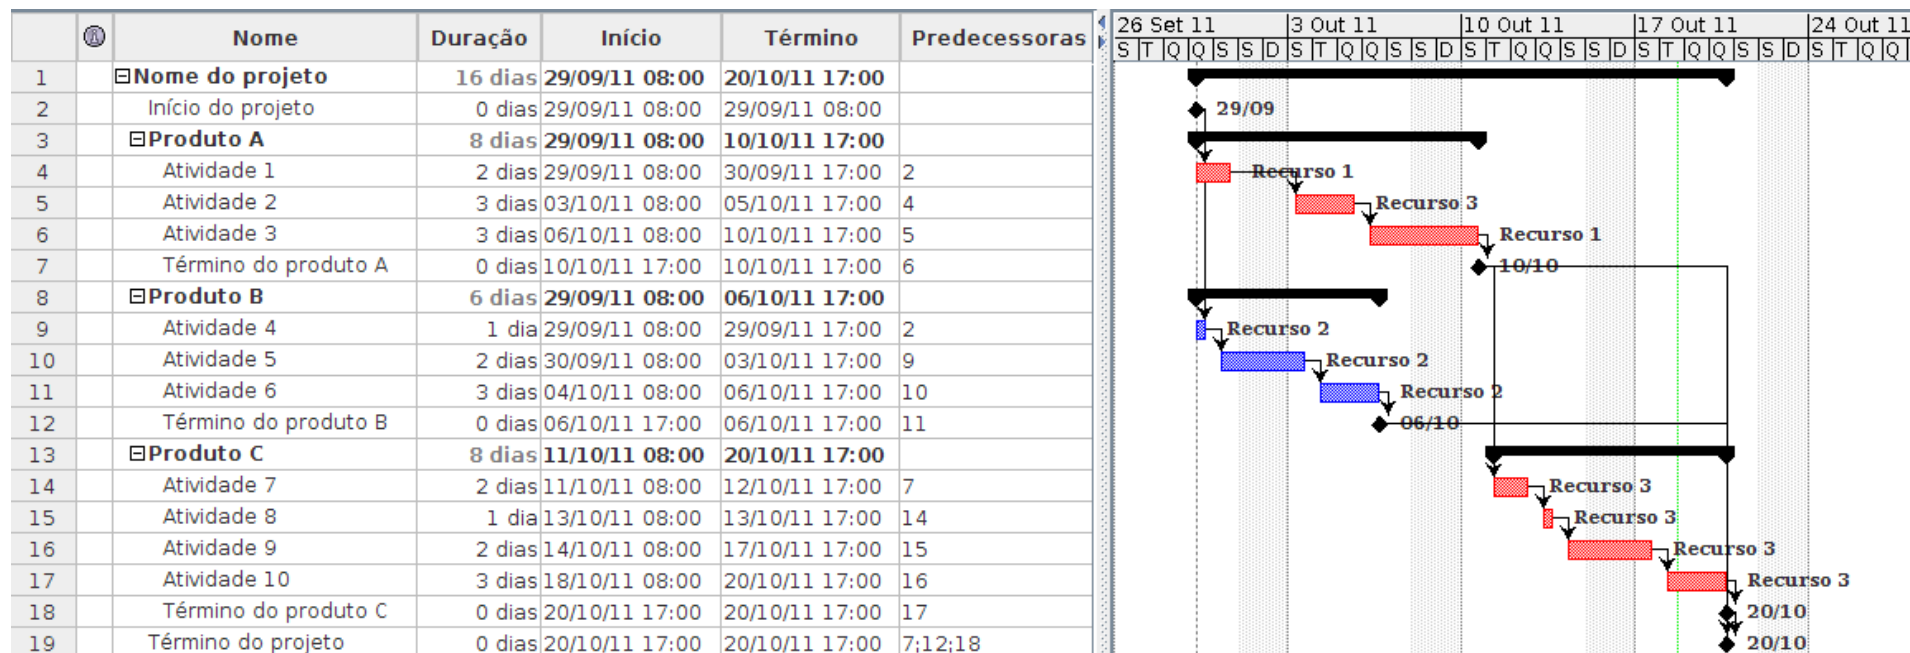 Nome Duração Início Término Predecessoras 26 Set 11 3 Out 11 10 Out 11 17 Out 11 24 Out 11
S T Q Q S S D S T Q Q S S D S T Q Q S S D S T Q Q S S D S T Q Q
1 Nome do projeto 16 dias 29/09/11 08:00 20/10/11 17:00
2 Início do projeto 0 dias 29/09/11 08:00 29/09/11 08:00 29/09
3 Produto A 8 dias 29/09/11 08:00 10/10/11 17:00
4 Atividade 1 2 dias 29/09/11 08:00 30/09/11 17:00 2 Recurso 1
5 Atividade 2 3 dias 03/10/11 08:00 05/10/11 17:00 4 Recurso 3
6 Atividade 3 3 dias 06/10/11 08:00 10/10/11 17:00 5 Recurso 1
7 Término do produto A 0 dias 10/10/11 17:00 10/10/11 17:00 6 10/10
8 Produto B 6 dias 29/09/11 08:00 06/10/11 17:00
9 Atividade 4 1 dia 29/09/11 08:00 29/09/11 17:00 2 Recurso 2
10 Atividade 5 2 dias 30/09/11 08:00 03/10/11 17:00 9 Recurso 2
11 Atividade 6 3 dias 04/10/11 08:00 06/10/11 17:00 10 Recurso 2
12 Término do produto B 0 dias 06/10/11 17:00 06/10/11 17:00 11 06/10
13 Produto C 8 dias 11/10/11 08:00 20/10/11 17:00
14 Atividade 7 2 dias 11/10/11 08:00 12/10/11 17:00 7 Recurso 3
15 Atividade 8 1 dia 13/10/11 08:00 13/10/11 17:00 14 Recurso 3
16 Atividade 9 2 dias 14/10/11 08:00 17/10/11 17:00 15 Recurso 3
17 Atividade 10 3 dias 18/10/11 08:00 20/10/11 17:00 16 Recurso 3
18 Término do produto C 0 dias 20/10/11 17:00 20/10/11 17:00 17 20/10
19 Término do projeto 0 dias 20/10/11 17:00 20/10/11 17:00 7;12;18 20/10